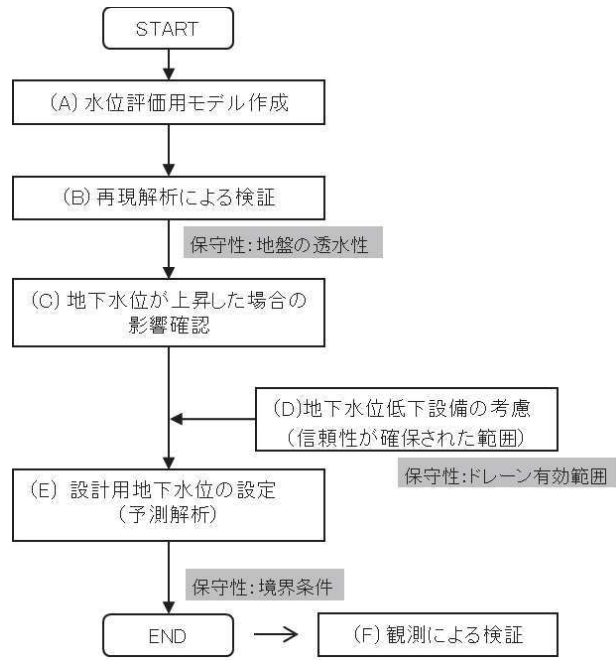 START
(A) 水位評価用モデル作成
(B) 再現解析による検証
保守性:地盤の透水性
(C) 地下水位が上昇した場合の
影響確認
(D)地下水位低下設備の考慮
(信頼性が確保された範囲)
保守性:ドレーン有効範囲
(E) 設計用地下水位の設定
(予測解析)
保守性:境界条件
END
(F) 観測による検証